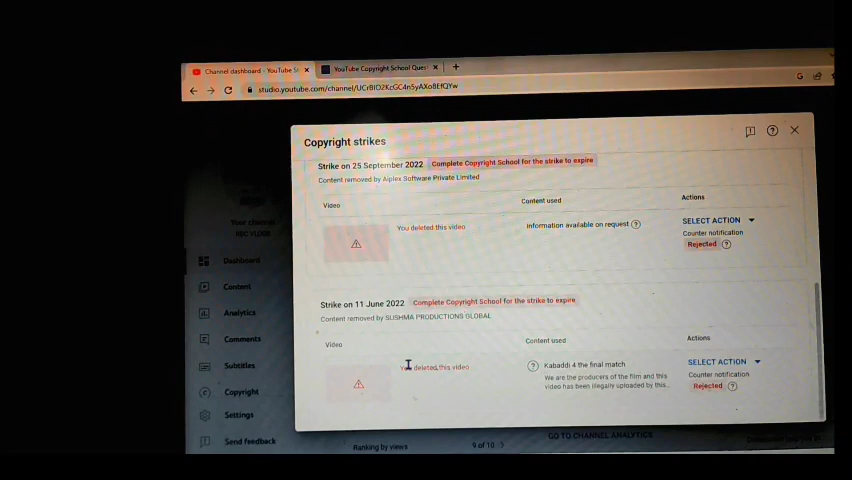 Channel dashboard - YouTube St
YouTube Copyright School Ques
studio.youtube.com/channel/
Copyright strikes
Strike on 25 September 2022 Complete Copyright School for the strike to expire
Content removed by Aiplex Software Private Limited
Video
Content used
Actions
You deleted this video
Information available on request
SELECT ACTION
Counter notification
Rejected
Strike on 11 June 2022 Complete Copyright School for the strike to expire
Content removed by SUSHMA PRODUCTIONS GLOBAL
Video
Content used
Actions
You deleted this video
Kabaddi 4 the final match
We are the producers of the film and this
video has been illegally uploaded by this...
SELECT ACTION
Counter notification
Rejected
Your channel
VLOGS
Dashboard
Content
Analytics
Comments
Subtitles
Copyright
Settings
Send feedback
Ranking by views
9 of 10
GO TO CHANNEL ANALYTICS